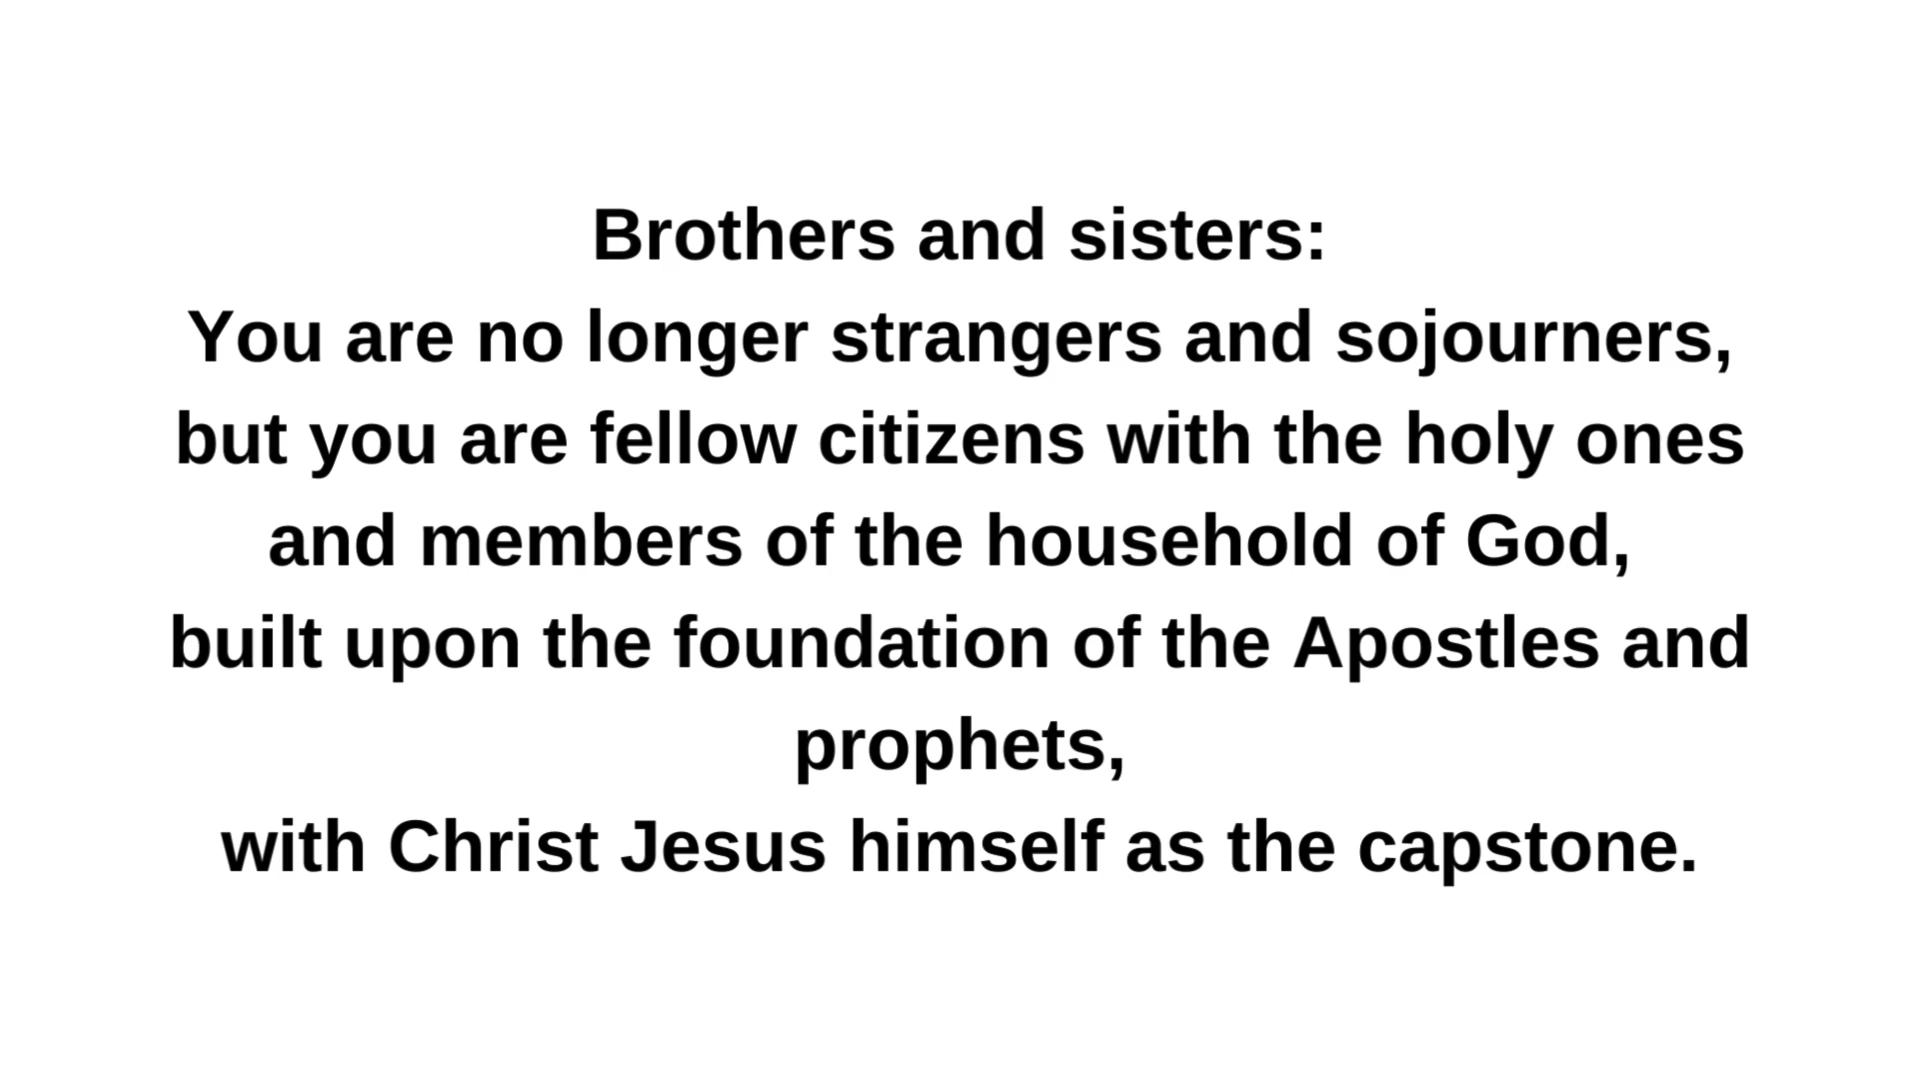 Brothers and sisters:
You are no longer strangers and sojourners,
but you are fellow citizens with the holy ones
and members of the household of God,
built upon the foundation of the Apostles and
prophets,
with Christ Jesus himself as the capstone.